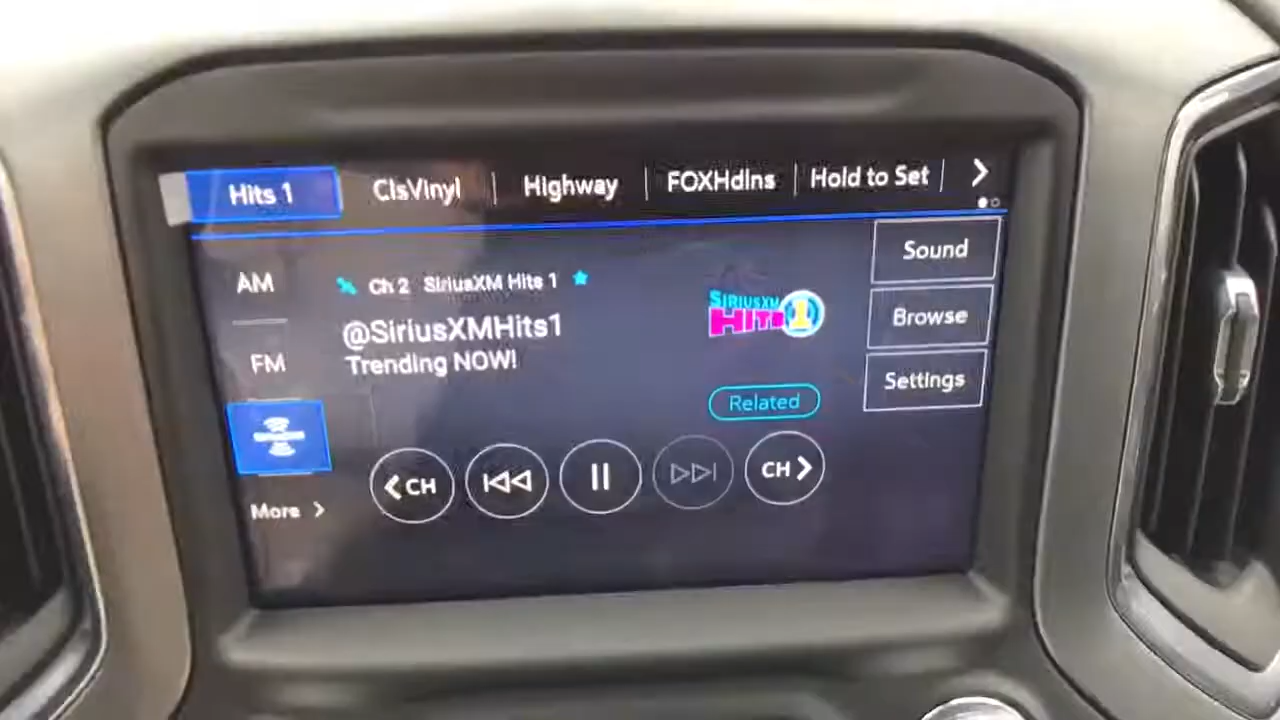 Hits 1
ClsVinyl
Highway
FOXHdlns
Hold to Set
AM
FM
More
Ch 2 SiriusXM Hits 1
@SiriusXMHits1
Trending NOW!
SIRIUSXM
HITS 1
Related
CH
CH
Sound
Browse
Settings